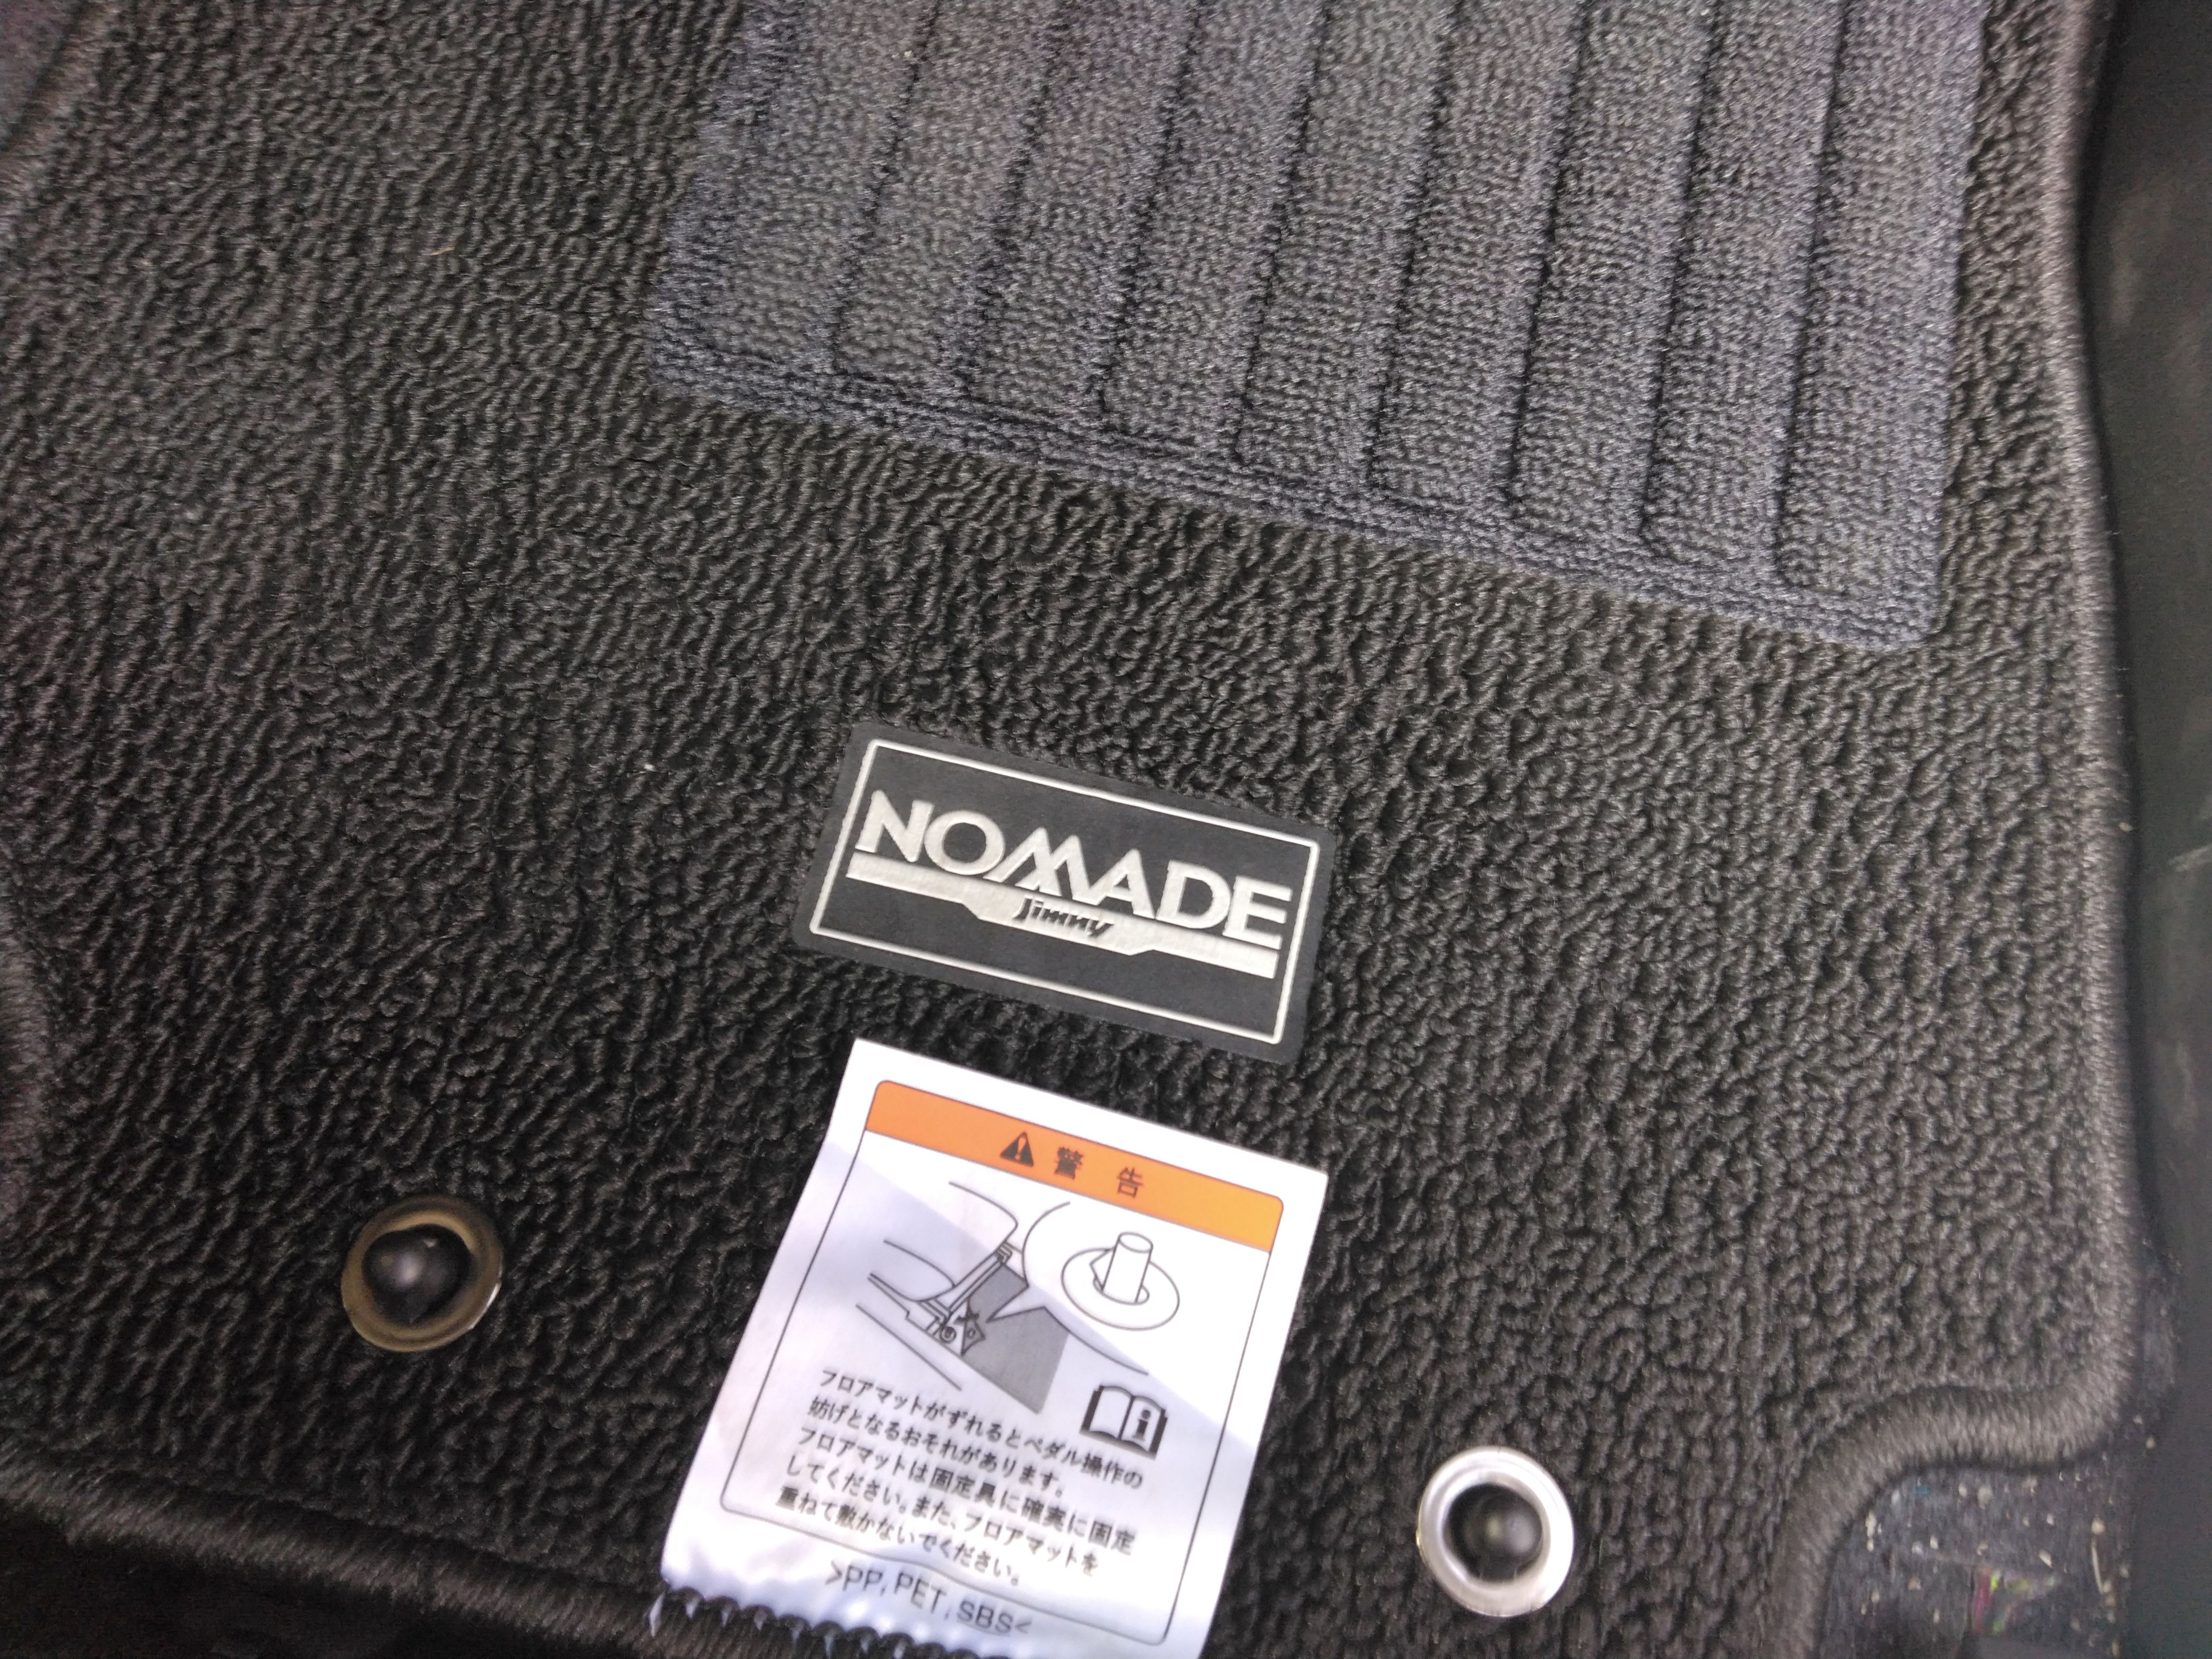 NOMADE
Jimny
警告
フロアマットがずれるとペダル操作の
妨げとなるおそれがあります。
フロアマットは固定具に確実に固定
してください。また、フロアマットを
重ねて敷かないでください。
>PP, PET, SBS<